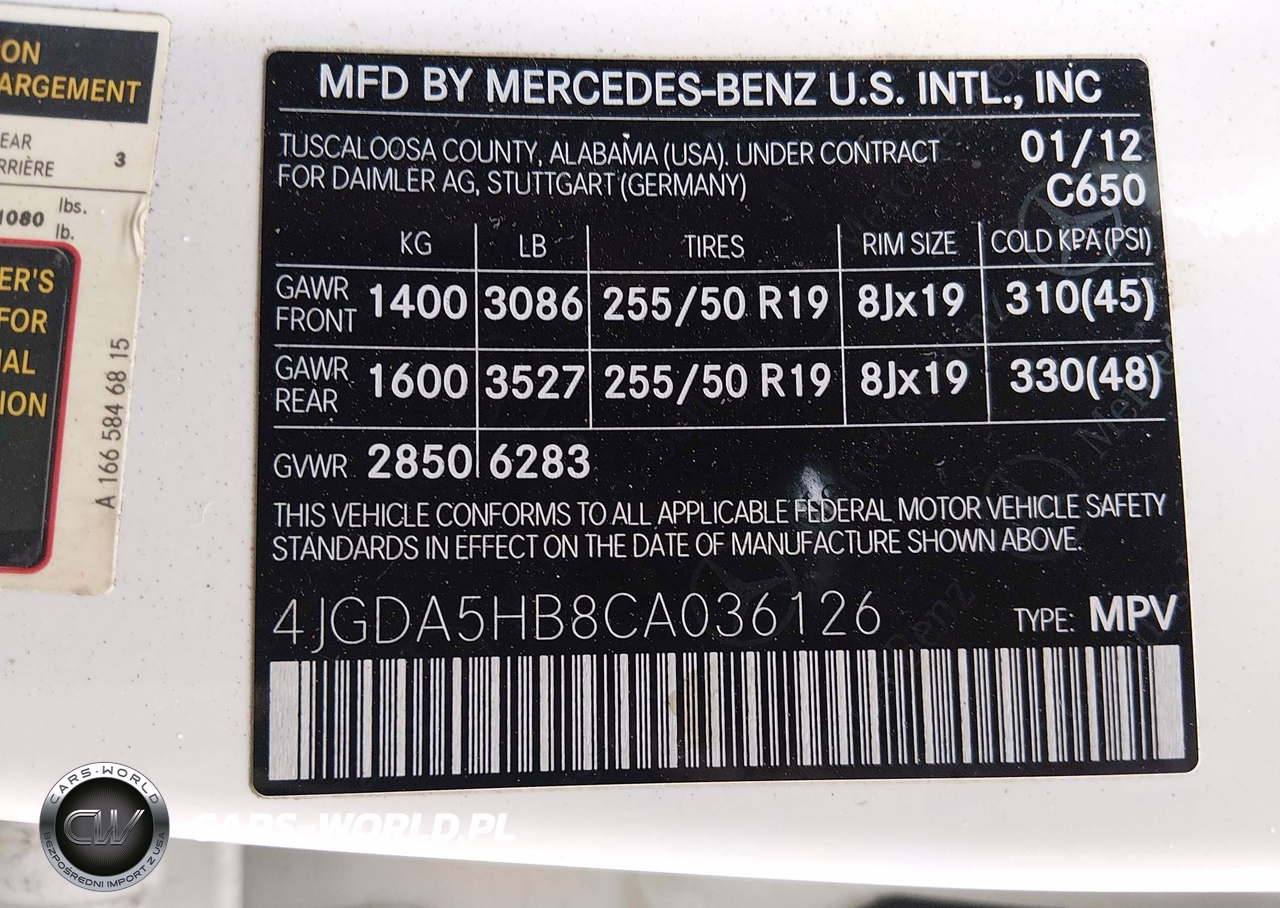 ON
ARGEMENT
EAR
RRIÈRE 3
1080 lbs.
lb.
ER'S
FOR
IAL
ION
A 166 584 68 15
MFD BY MERCEDES-BENZ U.S. INTL., INC
TUSCALOOSA COUNTY, ALABAMA (USA). UNDER CONTRACT 01/12
FOR DAIMLER AG, STUTTGART (GERMANY) C650
KG LB TIRES RIM SIZE COLD KPA (PSI)
GAWR FRONT 1400 3086 255/50 R19 8Jx19 310(45)
GAWR REAR 1600 3527 255/50 R19 8Jx19 330(48)
GVWR 2850 6283
THIS VEHICLE CONFORMS TO ALL APPLICABLE FEDERAL MOTOR VEHICLE SAFETY
STANDARDS IN EFFECT ON THE DATE OF MANUFACTURE SHOWN ABOVE.
4JGDA5HB8CA036126 TYPE: MPV
CARS-WORLD
CW
BEZPOŚREDNI IMPORT Z USA
CARS-WORLD.PL